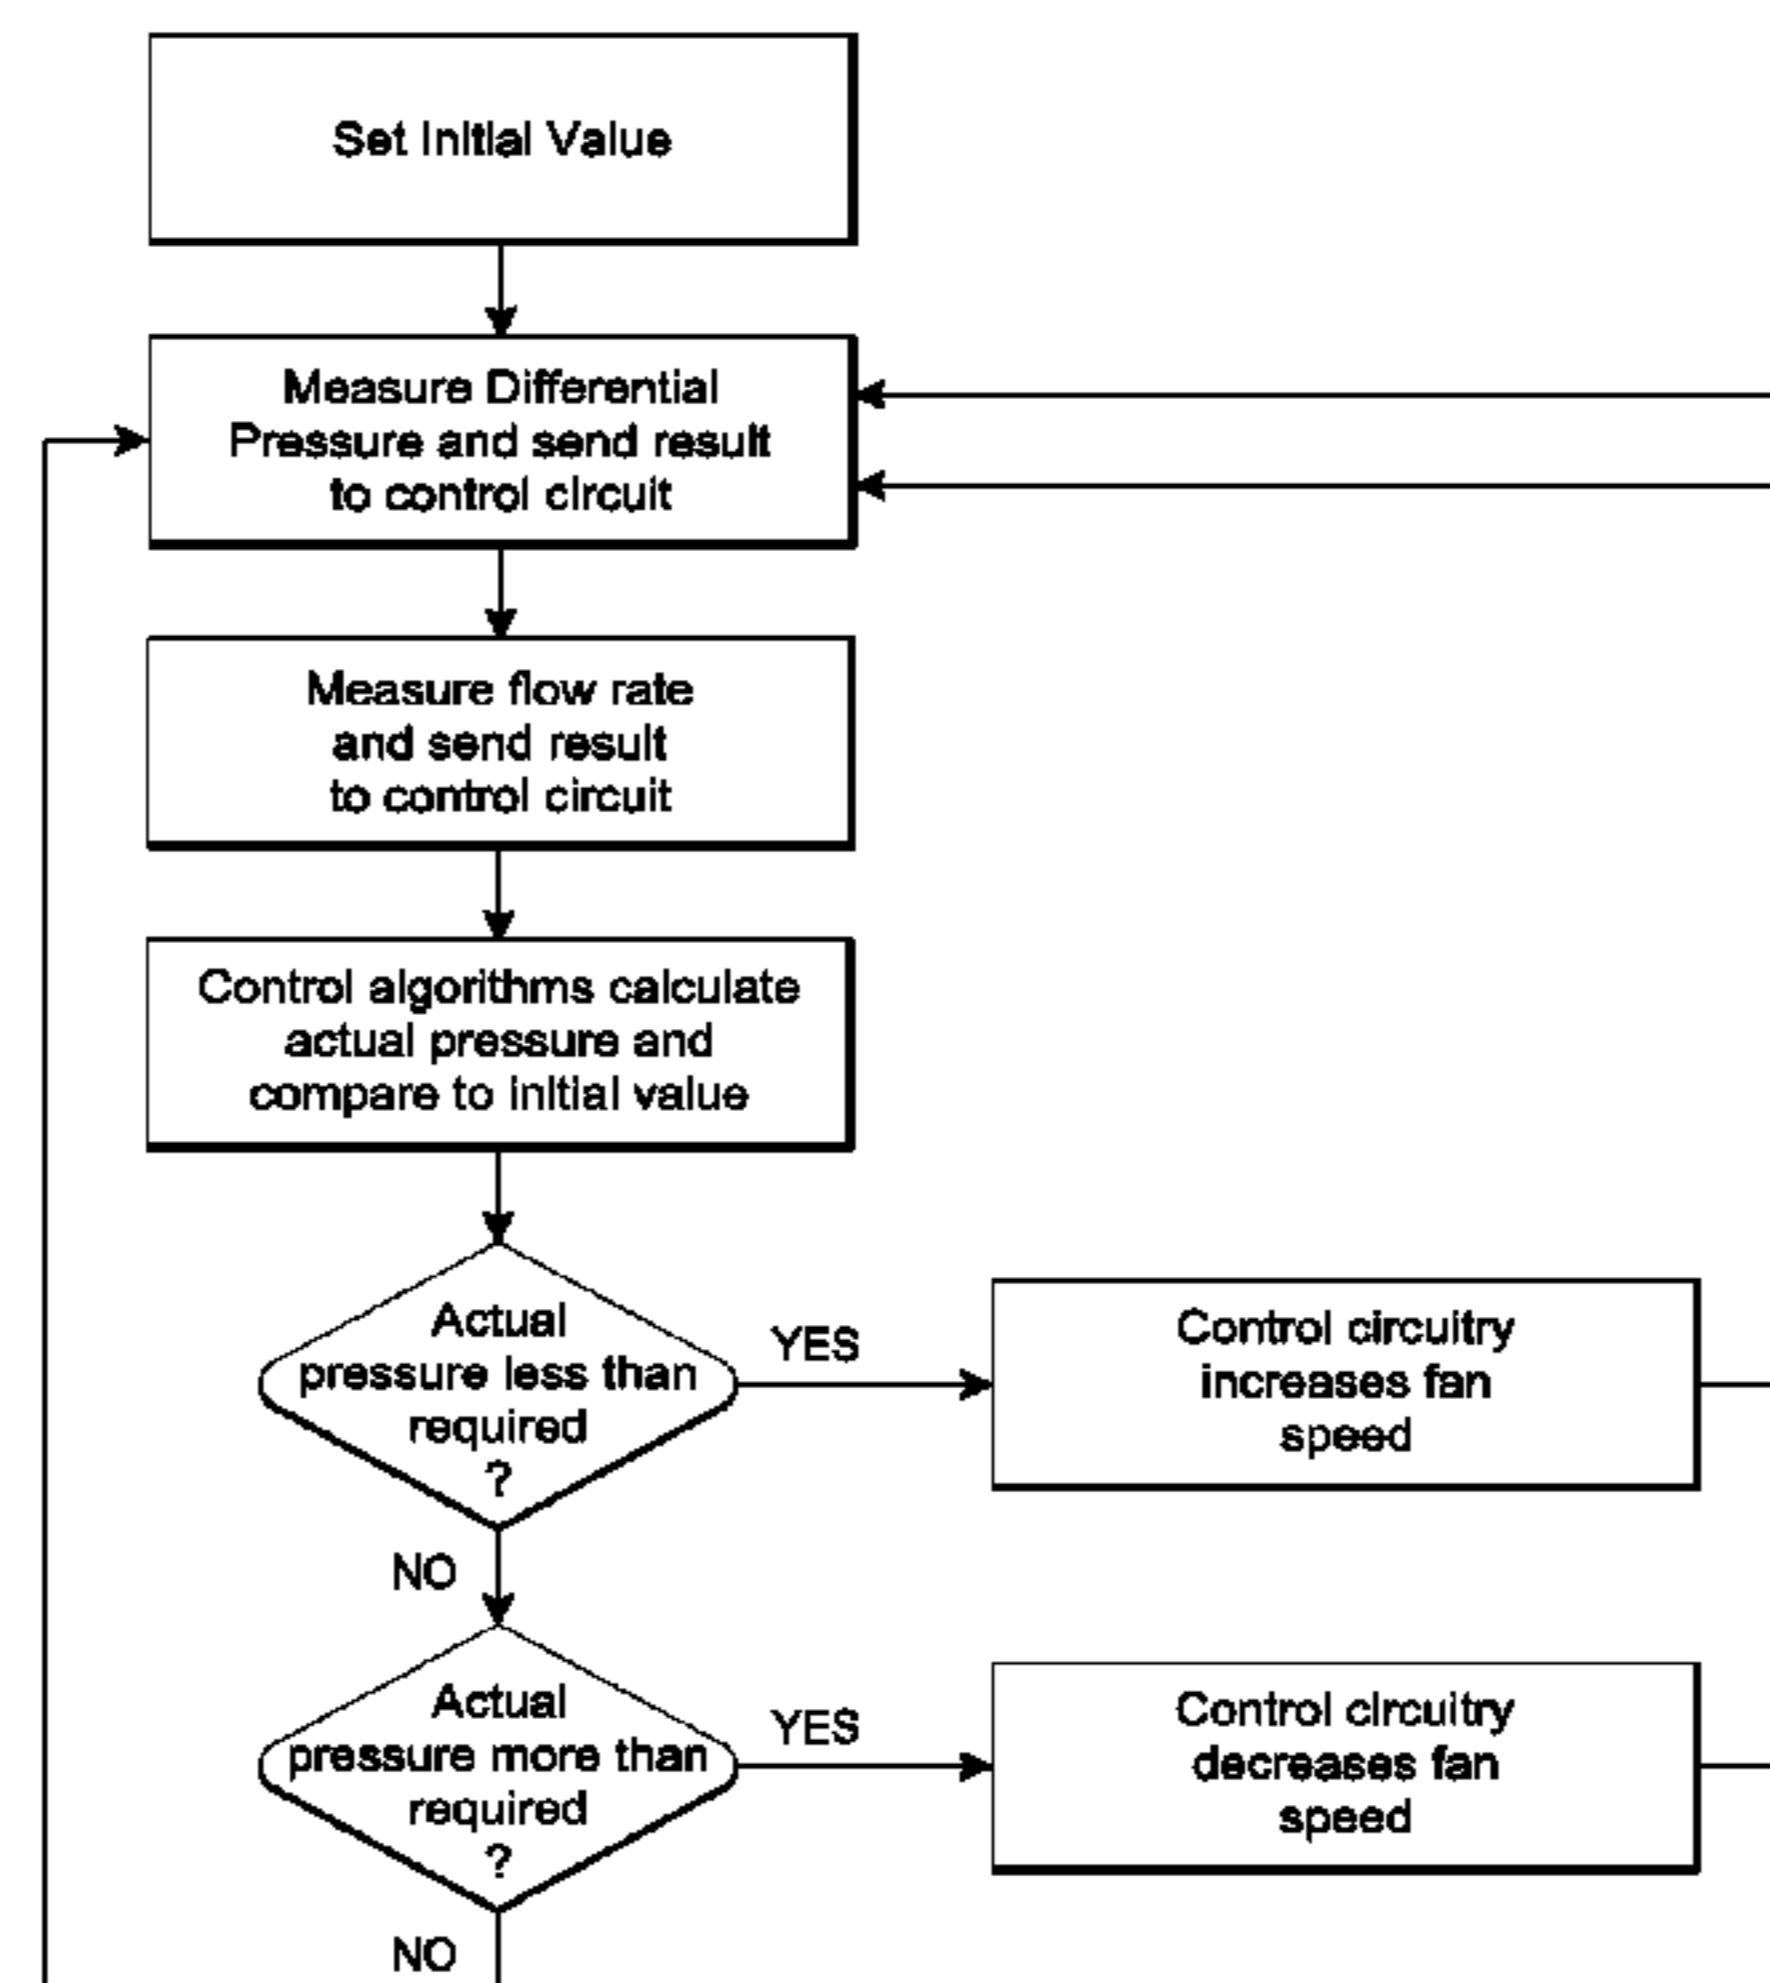 Set Initial Value
Measure Differential
Pressure and send result
to control circuit
Measure flow rate
and send result
to control circuit
Control algorithms calculate
actual pressure and
compare to initial value
Actual
pressure less than
required
?
YES
Control circuitry
increases fan
speed
NO
Actual
pressure more than
required
?
YES
Control circuitry
decreases fan
speed
NO